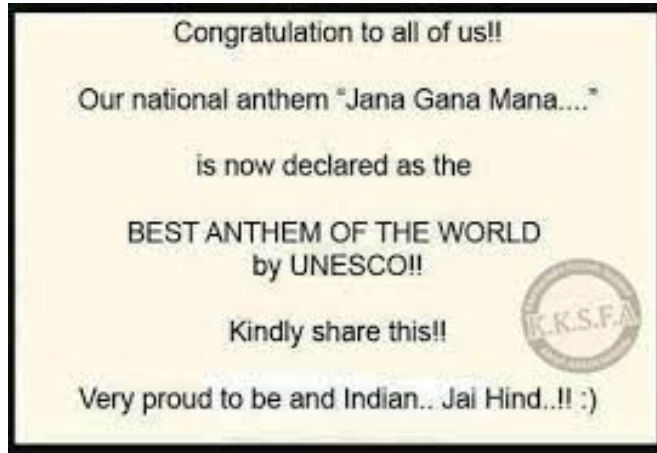 Congratulation to all of us!!
Our national anthem "Jana Gana Mana...."
is now declared as the
BEST ANTHEM OF THE WORLD
by UNESCO!!
Kindly share this!!
K.K.S.F.A
Very proud to be and Indian.. Jai Hind..!! :)